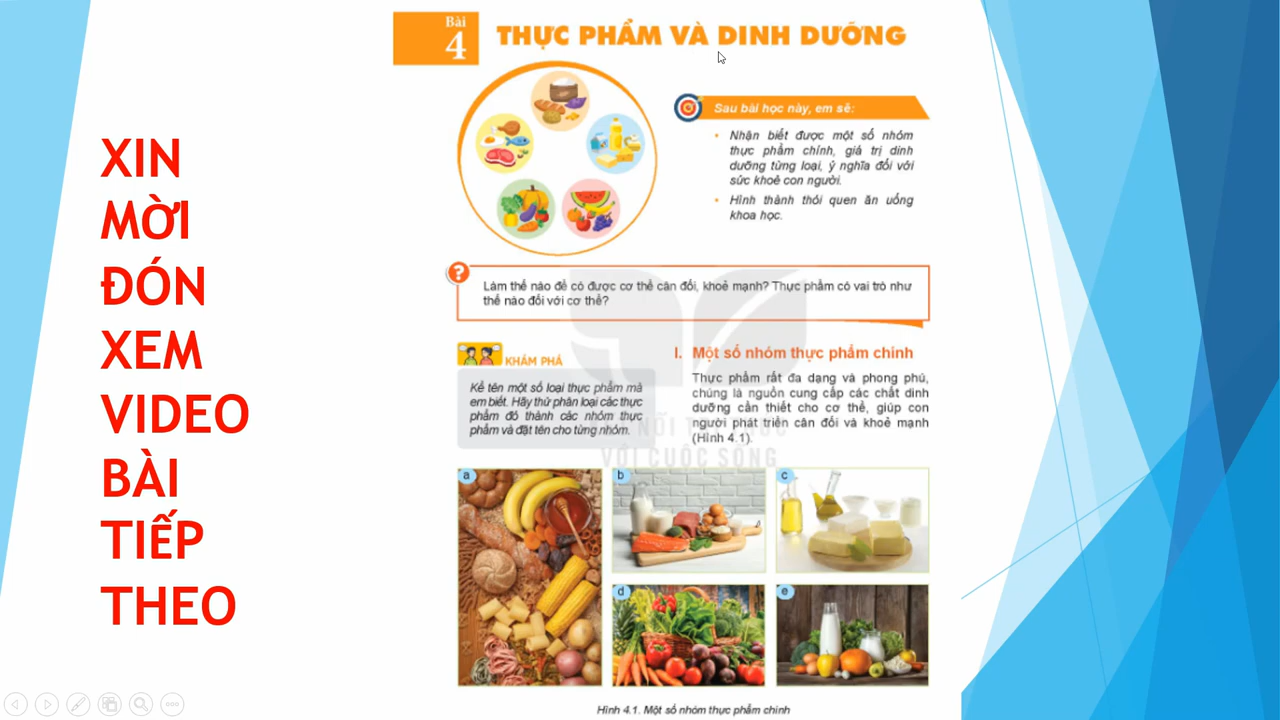 XIN
MỜI
ĐÓN
XEM
VIDEO
BÀI
TIẾP
THEO
Bài
4
THỰC PHẨM VÀ DINH DƯỠNG
Sau bài học này, em sẽ:
• Nhận biết được một số nhóm
thực phẩm chính, giá trị dinh
dưỡng từng loại, ý nghĩa đối với
sức khoẻ con người.
• Hình thành thói quen ăn uống
khoa học.
?
Làm thế nào để có được cơ thể cân đối, khoẻ mạnh? Thực phẩm có vai trò như
thế nào đối với cơ thể?
KHÁM PHÁ
Kể tên một số loại thực phẩm mà
em biết. Hãy thử phân loại các thực
phẩm đó thành các nhóm thực
phẩm và đặt tên cho từng nhóm.
I. Một số nhóm thực phẩm chính
Thực phẩm rất đa dạng và phong phú,
chúng là nguồn cung cấp các chất dinh
dưỡng cần thiết cho cơ thể, giúp con
người phát triển cân đối và khoẻ mạnh
(Hình 4.1).
VỚI CUỘC SỐNG
a
b
c
d
e
Hình 4.1. Một số nhóm thực phẩm chính